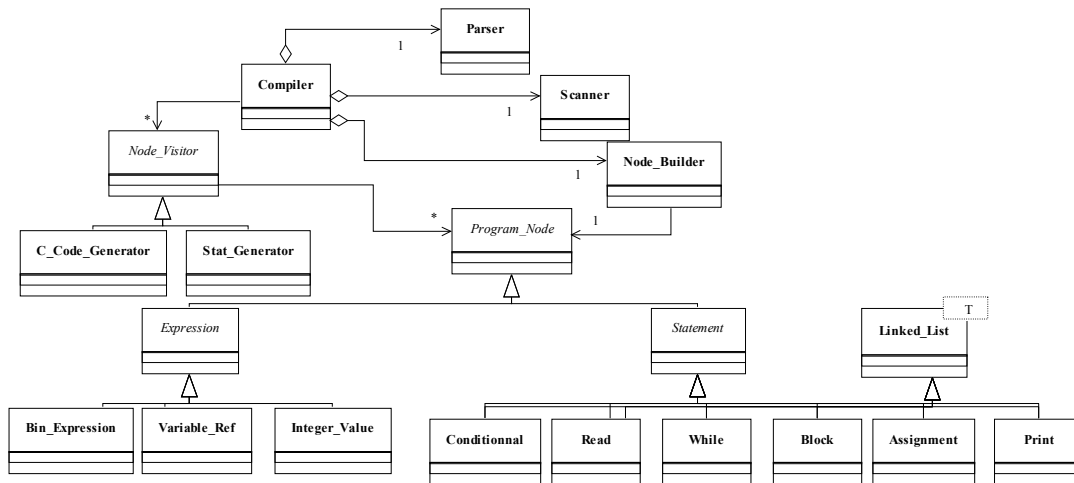 Parser
1
Compiler
Scanner
1
*
Node_Visitor
Node_Builder
1
*
Program_Node
1
C_Code_Generator
Stat_Generator
T
Expression
Statement
Linked_List
Bin_Expression
Variable_Ref
Integer_Value
Conditionnal
Read
While
Block
Assignment
Print